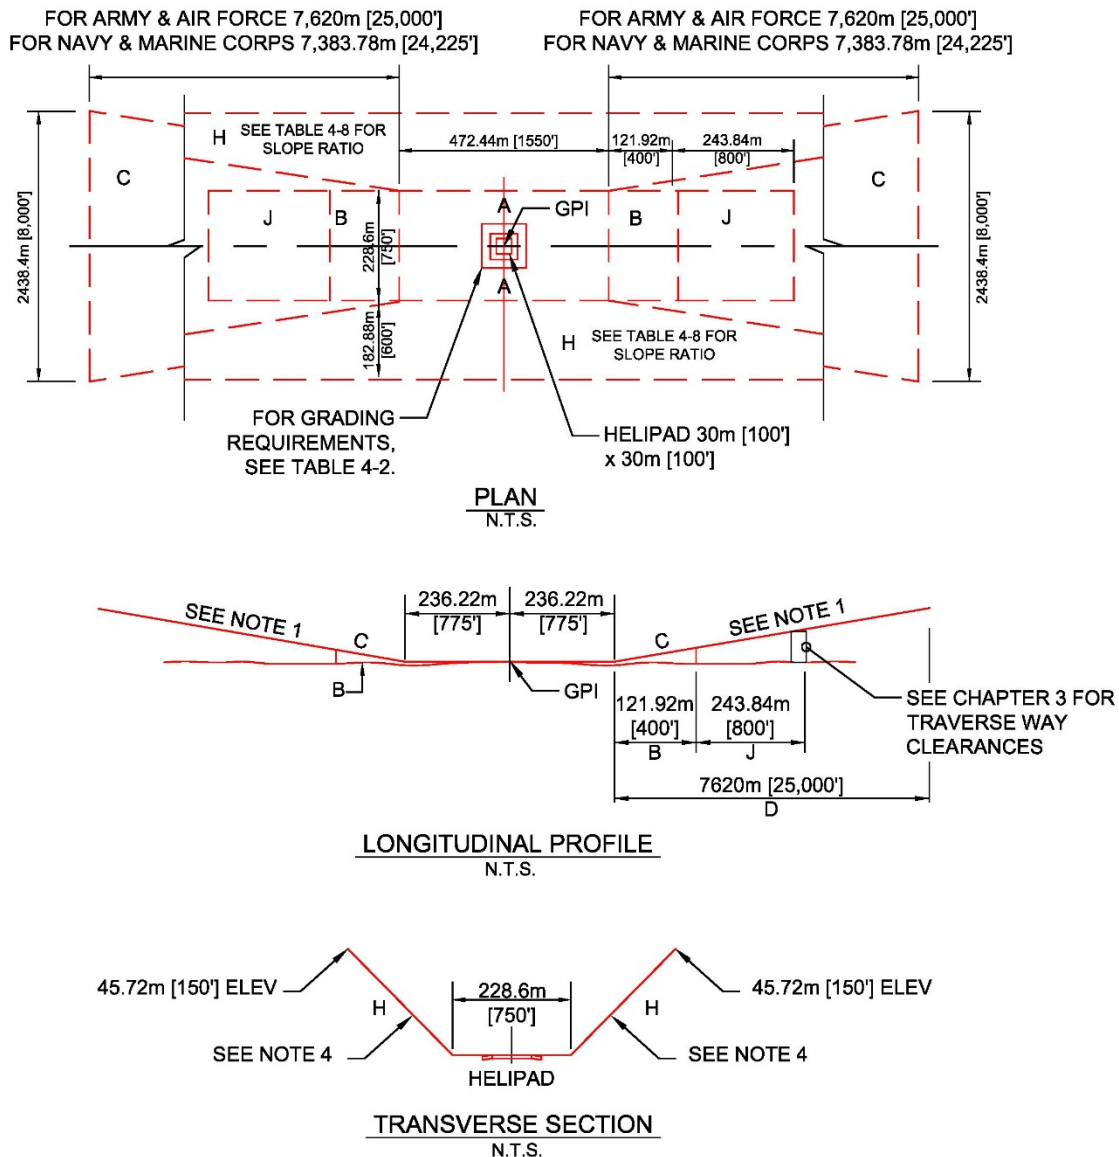 FOR ARMY & AIR FORCE 7,620m [25,000']
FOR NAVY & MARINE CORPS 7,383.78m [24,225']
FOR ARMY & AIR FORCE 7,620m [25,000']
FOR NAVY & MARINE CORPS 7,383.78m [24,225']
H
SEE TABLE 4-8 FOR
SLOPE RATIO
472.44m [1550']
121.92m
[400']
243.84m
[800']
C
C
2438.4m [8,000']
2438.4m [8,000']
J
B
228.6m
[750']
A
GPI
A
B
J
182.88m
[600']
H
SEE TABLE 4-8 FOR
SLOPE RATIO
FOR GRADING
REQUIREMENTS,
SEE TABLE 4-2.
HELIPAD 30m [100']
x 30m [100']
PLAN
N.T.S.
SEE NOTE 1
C
236.22m
[775']
236.22m
[775']
C
SEE NOTE 1
B
GPI
121.92m
[400']
B
243.84m
[800']
J
SEE CHAPTER 3 FOR
TRAVERSE WAY
CLEARANCES
7620m [25,000']
D
LONGITUDINAL PROFILE
N.T.S.
45.72m [150'] ELEV
H
228.6m
[750']
H
45.72m [150'] ELEV
SEE NOTE 4
SEE NOTE 4
HELIPAD
TRANSVERSE SECTION
N.T.S.